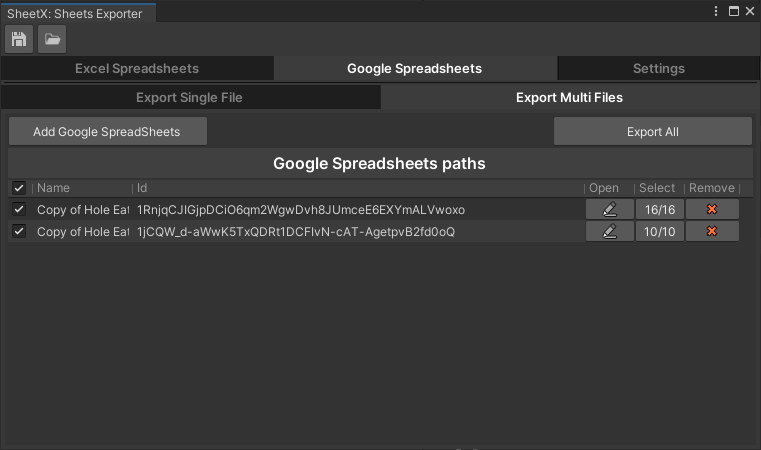 SheetX: Sheets Exporter
Excel Spreadsheets Google Spreadsheets Settings
Export Single File Export Multi Files
Add Google SpreadSheets Export All
Google Spreadsheets paths
Name Id Open Select Remove
Copy of Hole Eat 1RnjqCJIGjpDCiO6qm2WgwDvh8JUmceE6EXYmALVwoxo 16/16
Copy of Hole Eat 1jCQW_d-aWwK5TxQDRt1DCFIvN-cAT-AgetpvB2fd0oQ 10/10